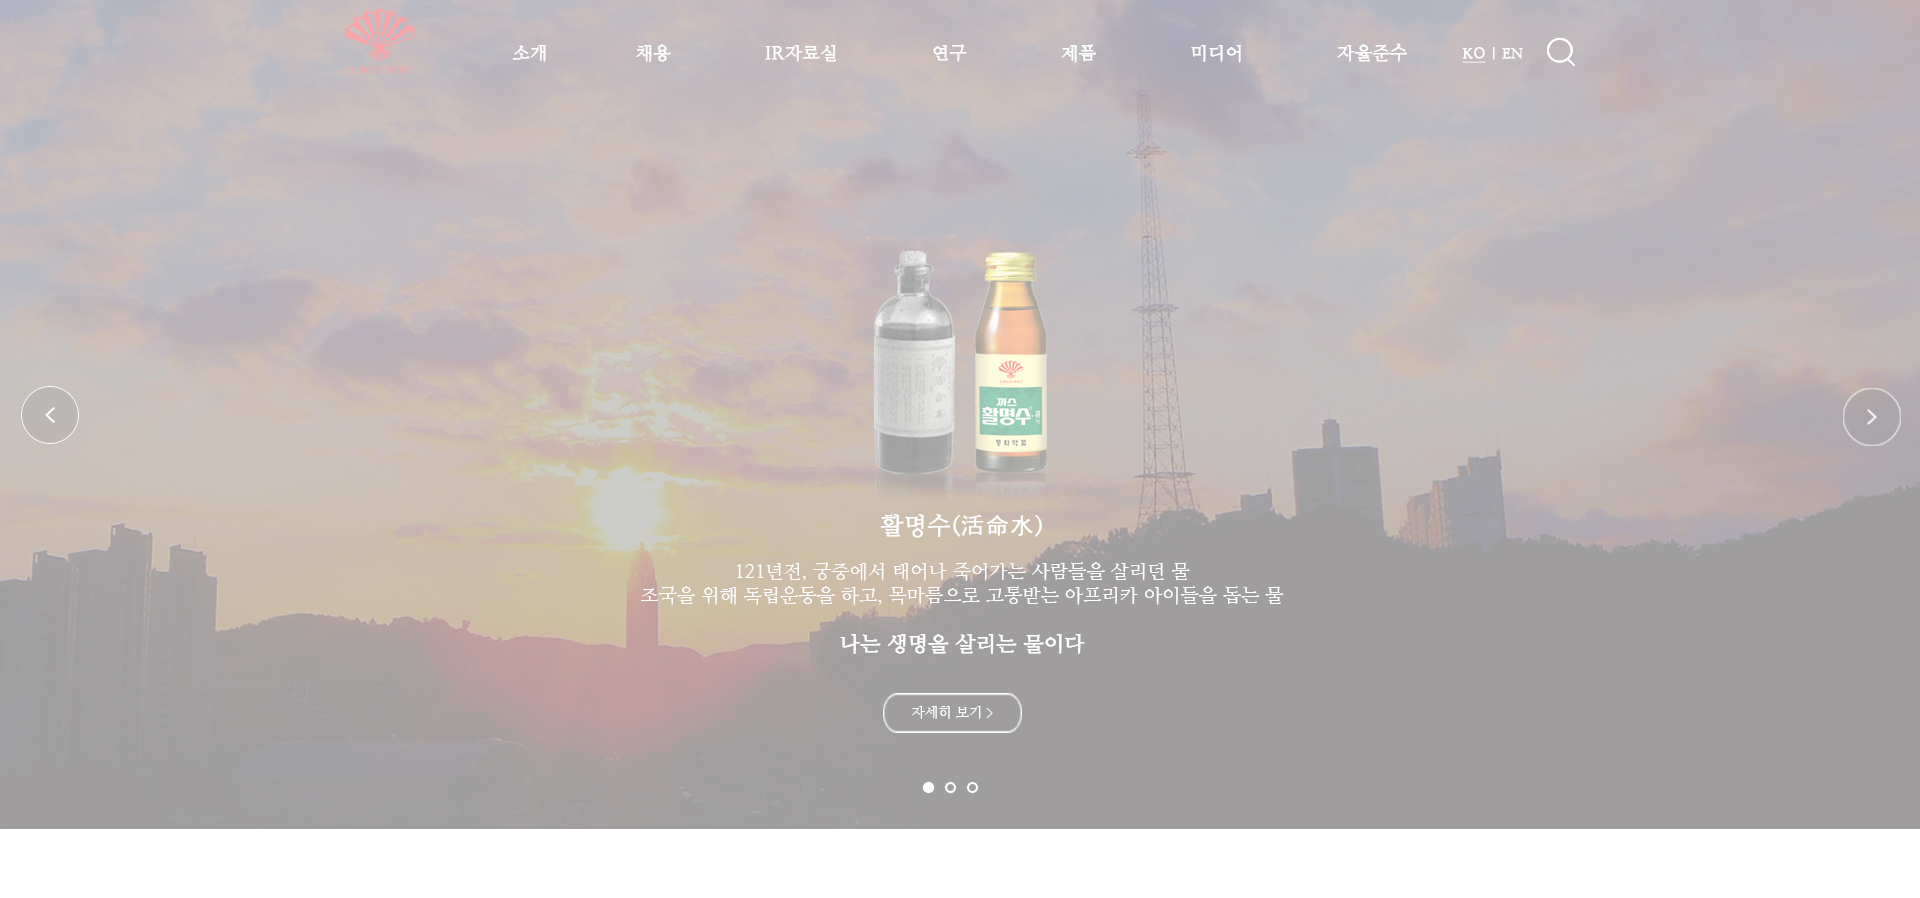 소개
채용
IR자료실
연구
제품
미디어
자율준수
KO | EN
까스
활명수
동화약품
활명수(活命水)
121년전, 궁중에서 태어나 죽어가는 사람들을 살리던 물
조국을 위해 독립운동을 하고, 목마름으로 고통받는 아프리카 아이들을 돕는 물
나는 생명을 살리는 물이다
자세히 보기 >